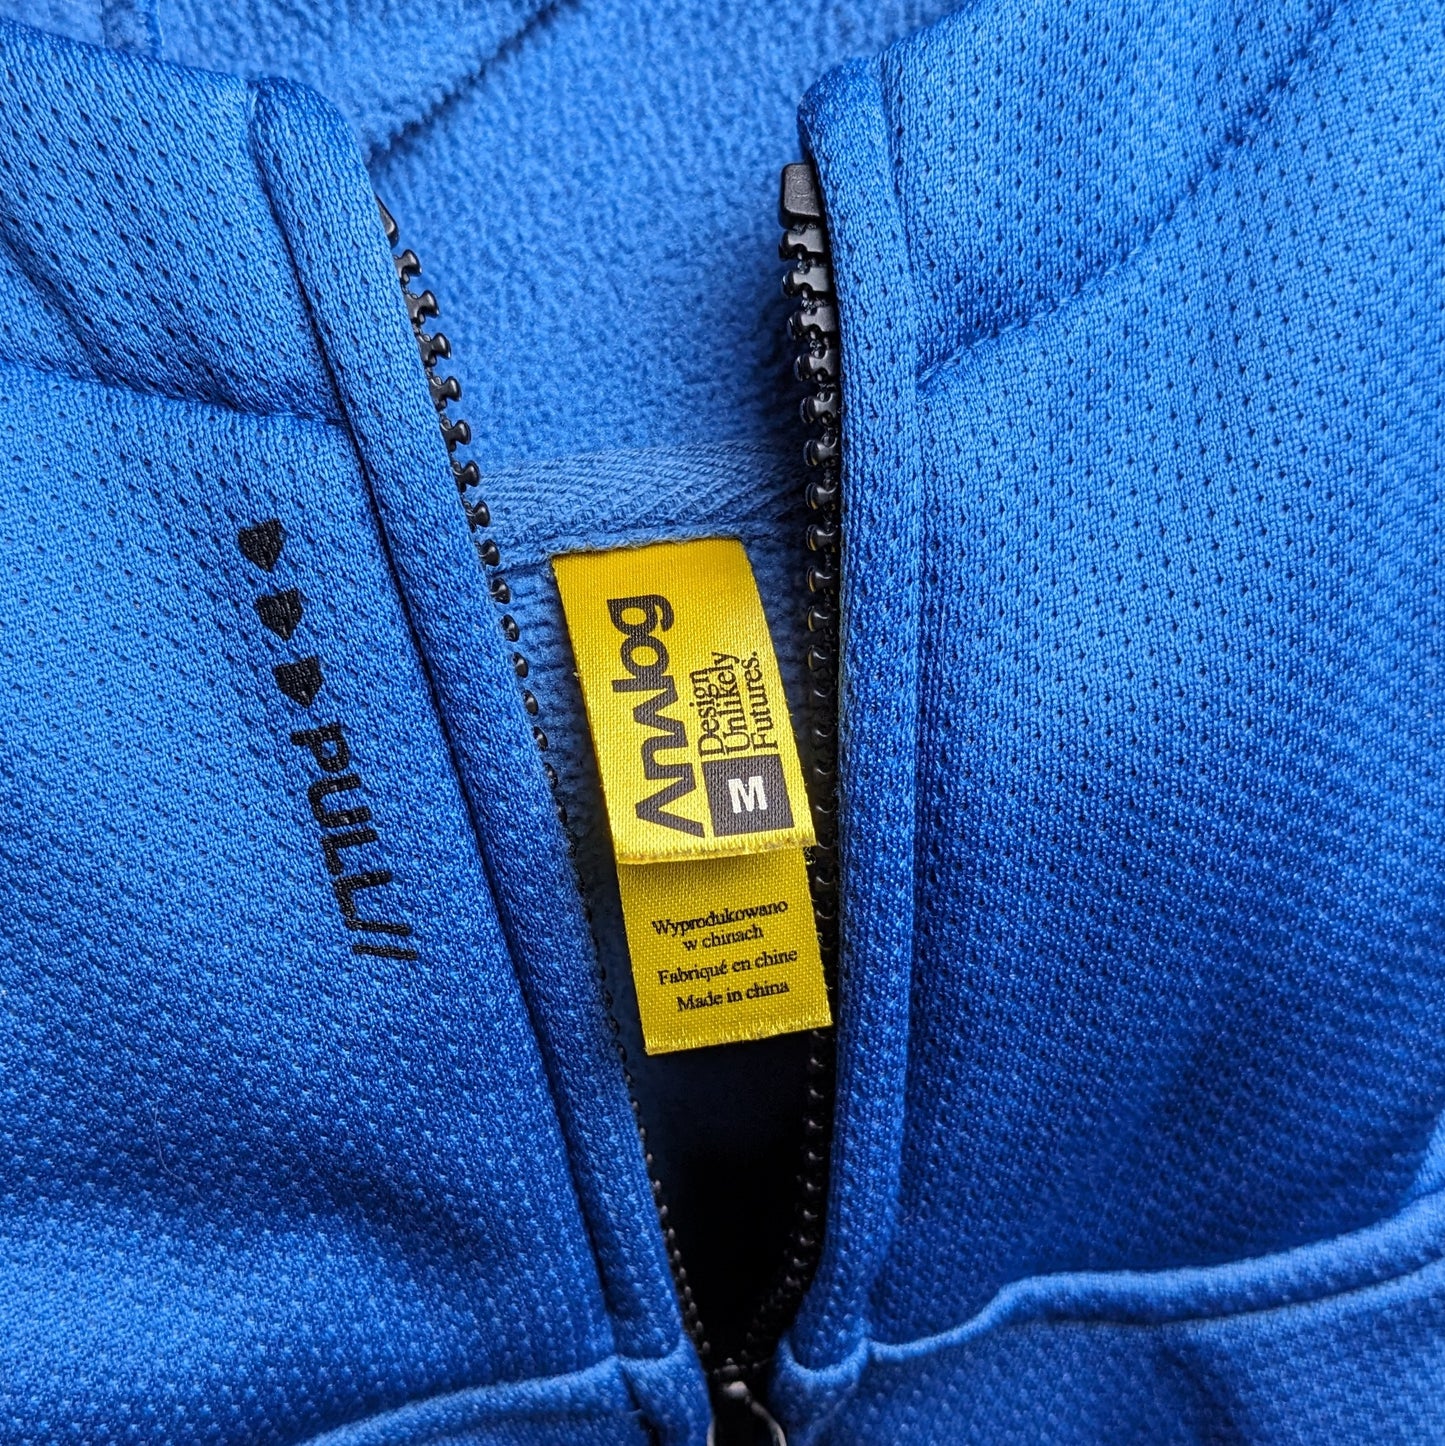 PULL//
Analog
Design
Unlikely
Futures.
M
Wyprodukowano
w chinach
Fabriqué en chine
Made in china